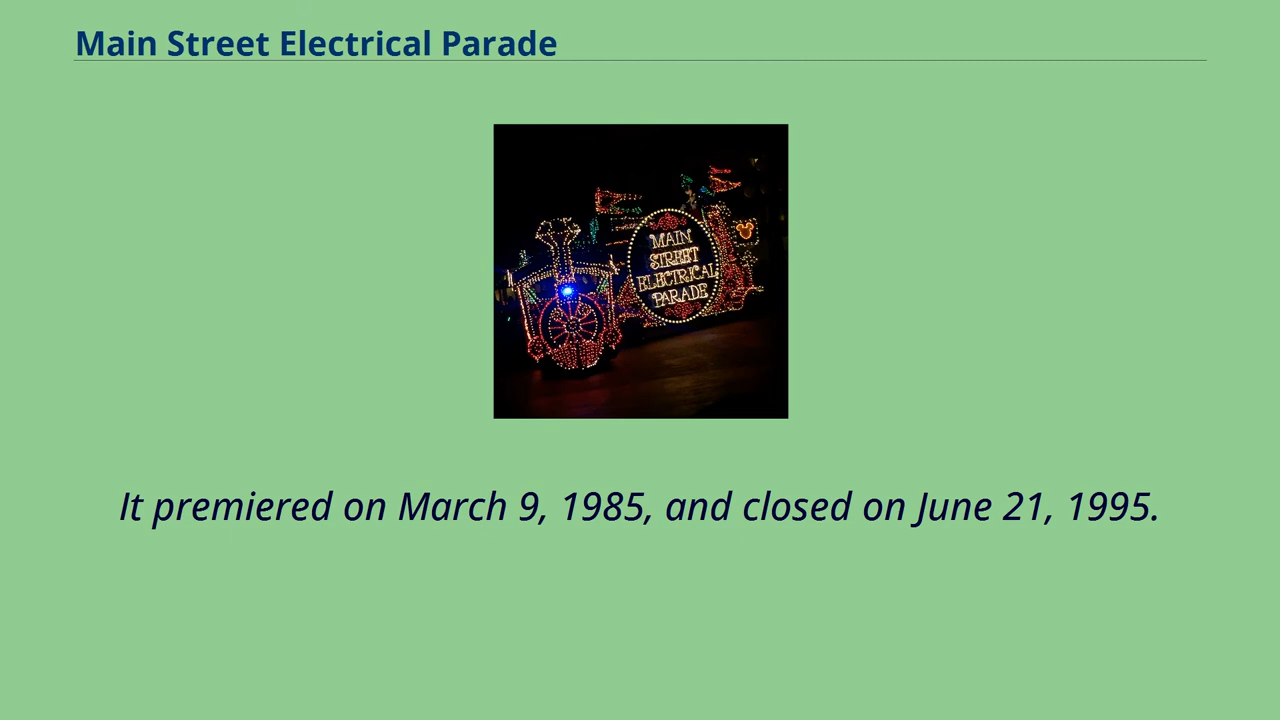 Main Street Electrical Parade
MAIN
STREET
ELECTRICAL
PARADE
It premiered on March 9, 1985, and closed on June 21, 1995.